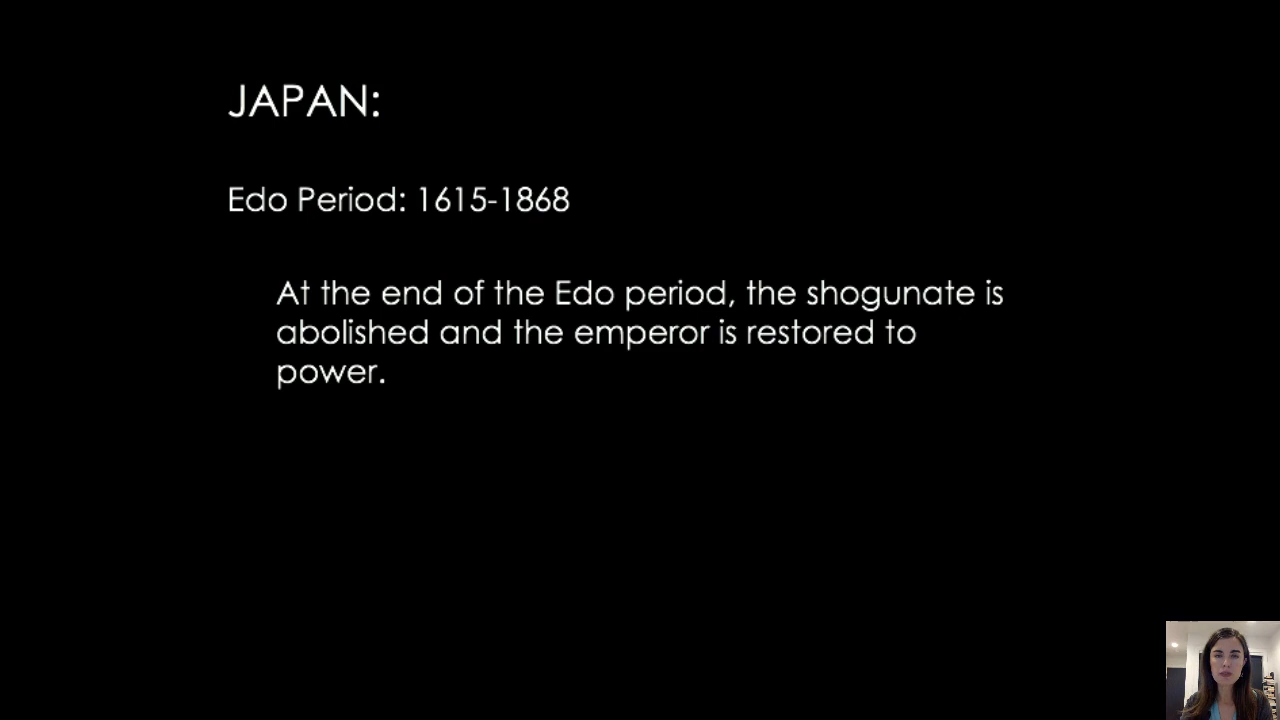 JAPAN:
Edo Period: 1615-1868
At the end of the Edo period, the shogunate is
abolished and the emperor is restored to
power.